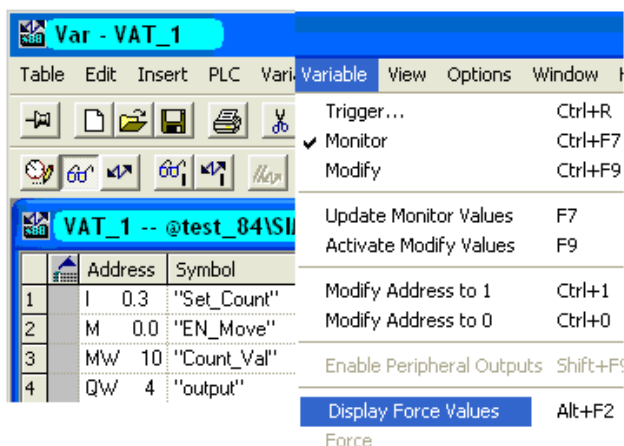 Var - VAT_1
Table Edit Insert PLC Vari
Variable View Options Window
Trigger... Ctrl+R
Monitor Ctrl+F7
Modify Ctrl+F9
Update Monitor Values F7
Activate Modify Values F9
Modify Address to 1 Ctrl+1
Modify Address to 0 Ctrl+0
Enable Peripheral Outputs Shift+F9
Display Force Values Alt+F2
Force
VAT_1 -- @test_84\SI
Address Symbol
1 I 0.3 "Set_Count"
2 M 0.0 "EN_Move"
3 MW 10 "Count_Val"
4 QW 4 "output"